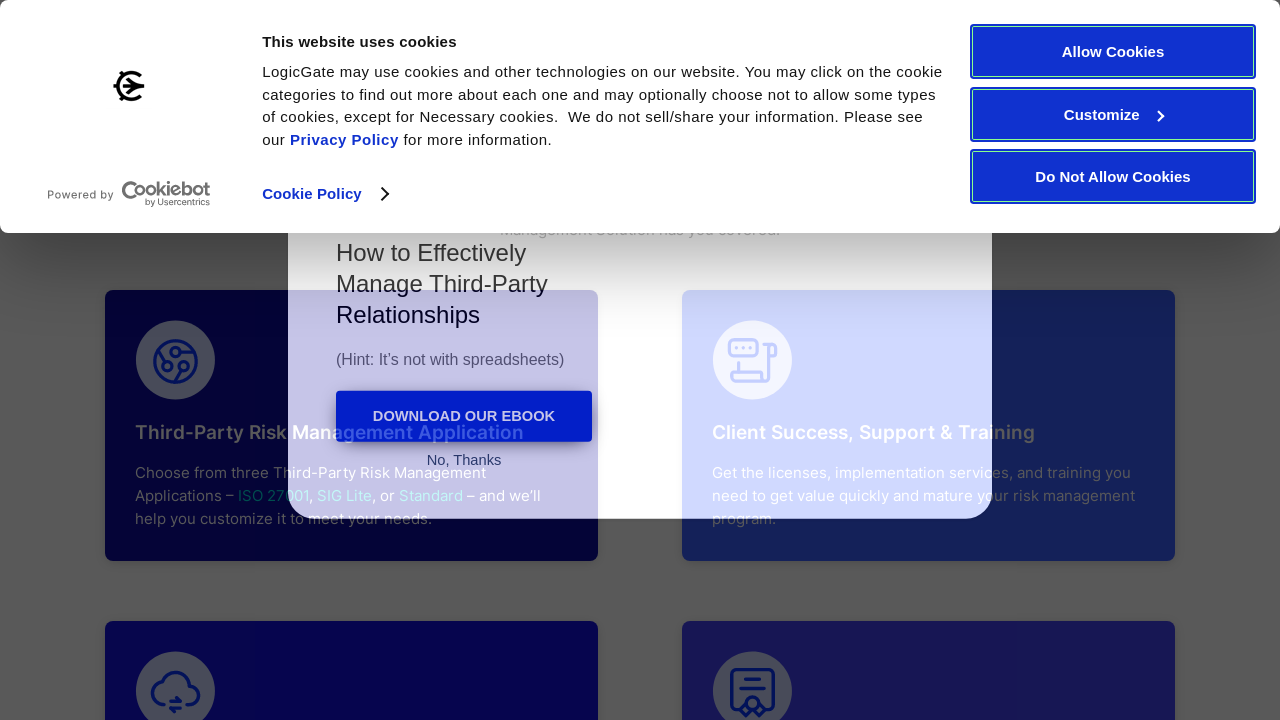 This website uses cookies
LogicGate may use cookies and other technologies on our website. You may click on the cookie
categories to find out more about each one and may optionally choose not to allow some types
of cookies, except for Necessary cookies.  We do not sell/share your information. Please see
our Privacy Policy for more information.
Cookie Policy
Powered by Cookiebot
by Usercentrics
Allow Cookies
Customize
Do Not Allow Cookies
Management Solution has you covered.
How to Effectively
Manage Third-Party
Relationships
(Hint: It's not with spreadsheets)
DOWNLOAD OUR EBOOK
No, Thanks
Third-Party Risk Management Application
Choose from three Third-Party Risk Management
Applications – ISO 27001, SIG Lite, or Standard – and we'll
help you customize it to meet your needs.
Client Success, Support & Training
Get the licenses, implementation services, and training you
need to get value quickly and mature your risk management
program.